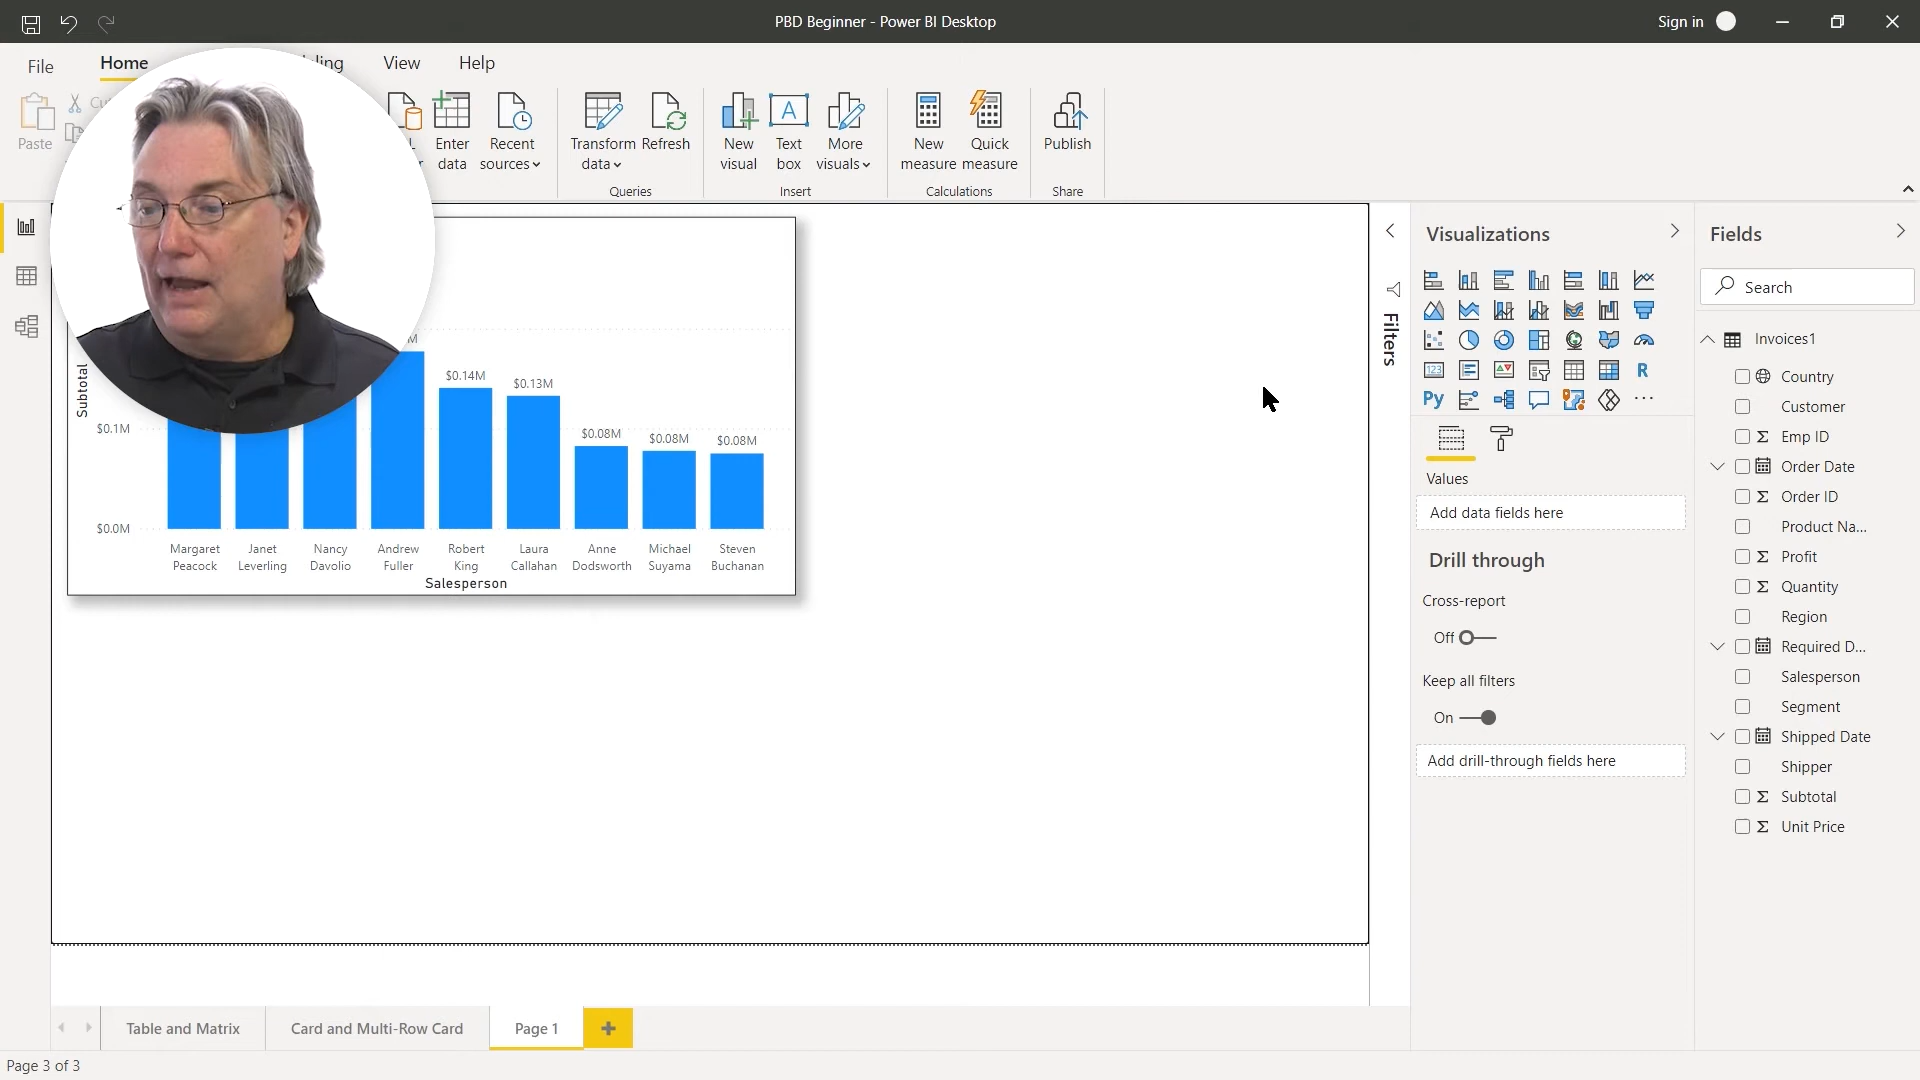 PBD Beginner - Power BI Desktop
Sign in
File
Home
View
Help
Paste
Enter data
Recent sources
Transform data
Refresh
Queries
New visual
Text box
More visuals
Insert
New measure
Quick measure
Calculations
Publish
Share
Subtotal
$0.1M
$0.0M
$0.14M
$0.13M
$0.08M
$0.08M
$0.08M
Margaret Peacock
Janet Leverling
Nancy Davolio
Andrew Fuller
Robert King
Laura Callahan
Anne Dodsworth
Michael Suyama
Steven Buchanan
Salesperson
Filters
Visualizations
R
Py
Values
Add data fields here
Drill through
Cross-report
Off
Keep all filters
On
Add drill-through fields here
Fields
Search
Invoices1
Country
Customer
Emp ID
Order Date
Order ID
Product Na...
Profit
Quantity
Region
Required D...
Salesperson
Segment
Shipped Date
Shipper
Subtotal
Unit Price
Table and Matrix
Card and Multi-Row Card
Page 1
Page 3 of 3